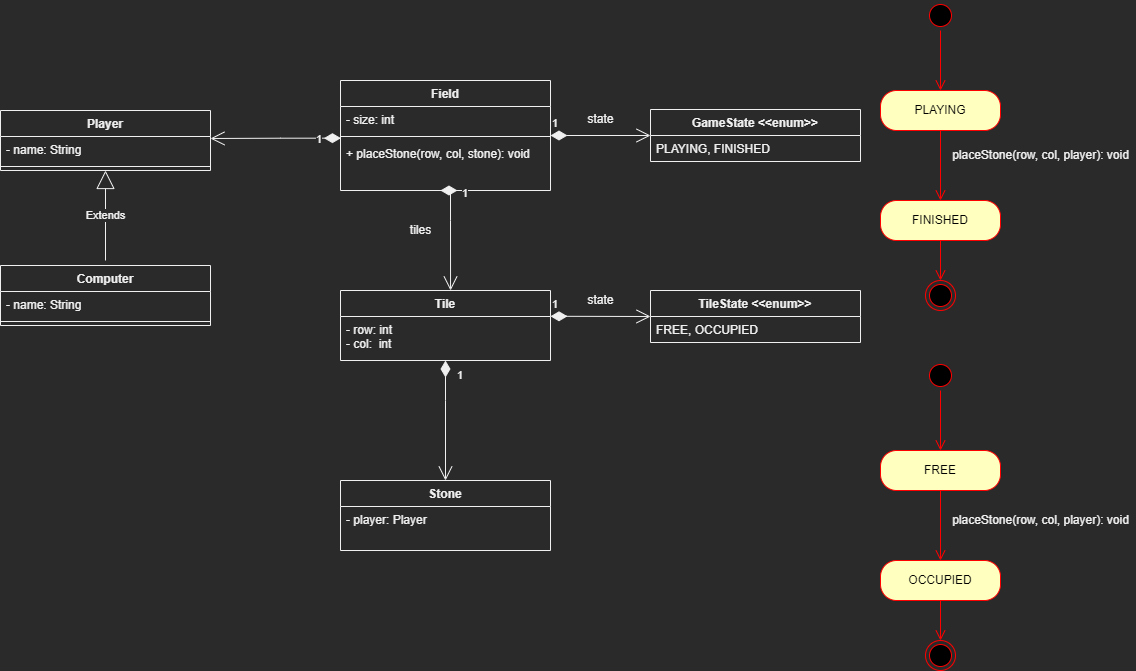 Player
- name: String
Extends
Computer
- name: String
Field
- size: int
+ placeStone(row, col, stone): void
1
1
state
1
tiles
GameState <<enum>>
PLAYING, FINISHED
Tile
- row: int
- col: int
1
state
1
TileState <<enum>>
FREE, OCCUPIED
Stone
- player: Player
PLAYING
placeStone(row, col, player): void
FINISHED
FREE
placeStone(row, col, player): void
OCCUPIED